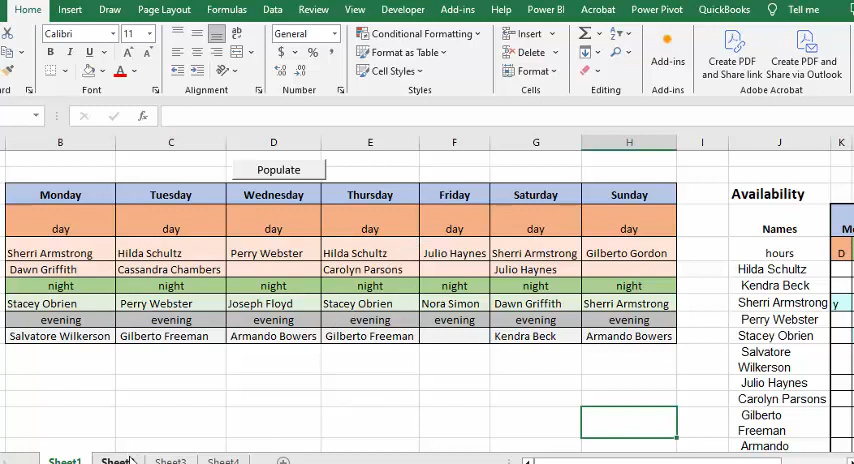 Home Insert Draw Page Layout Formulas Data Review View Developer Add-ins Help Power BI Acrobat Power Pivot QuickBooks Tell me
Calibri 11 A A ab General Conditional Formatting Insert Σ
B I U $ % 9 Format as Table Delete Add-ins Create PDF and Share link Create PDF and Share via Outlook
A Cell Styles Format
Font Alignment Number Styles Cells Add-ins Adobe Acrobat
fx
B C D E F G H I J K
Populate
Monday Tuesday Wednesday Thursday Friday Saturday Sunday Availability
day day day day day day day Names
Sherri Armstrong Hilda Schultz Perry Webster Hilda Schultz Julio Haynes Sherri Armstrong Gilberto Gordon hours D
Dawn Griffith Cassandra Chambers Carolyn Parsons Julio Haynes Hilda Schultz
night night night night night night night Kendra Beck
Stacey Obrien Perry Webster Joseph Floyd Stacey Obrien Nora Simon Dawn Griffith Sherri Armstrong Sherri Armstrong y
evening evening evening evening evening evening evening Perry Webster
Salvatore Wilkerson Gilberto Freeman Armando Bowers Gilberto Freeman Kendra Beck Armando Bowers Stacey Obrien
Salvatore
Wilkerson
Julio Haynes
Carolyn Parsons
Gilberto
Freeman
Armando
Sheet1 Sheet Sheet3 Sheet4